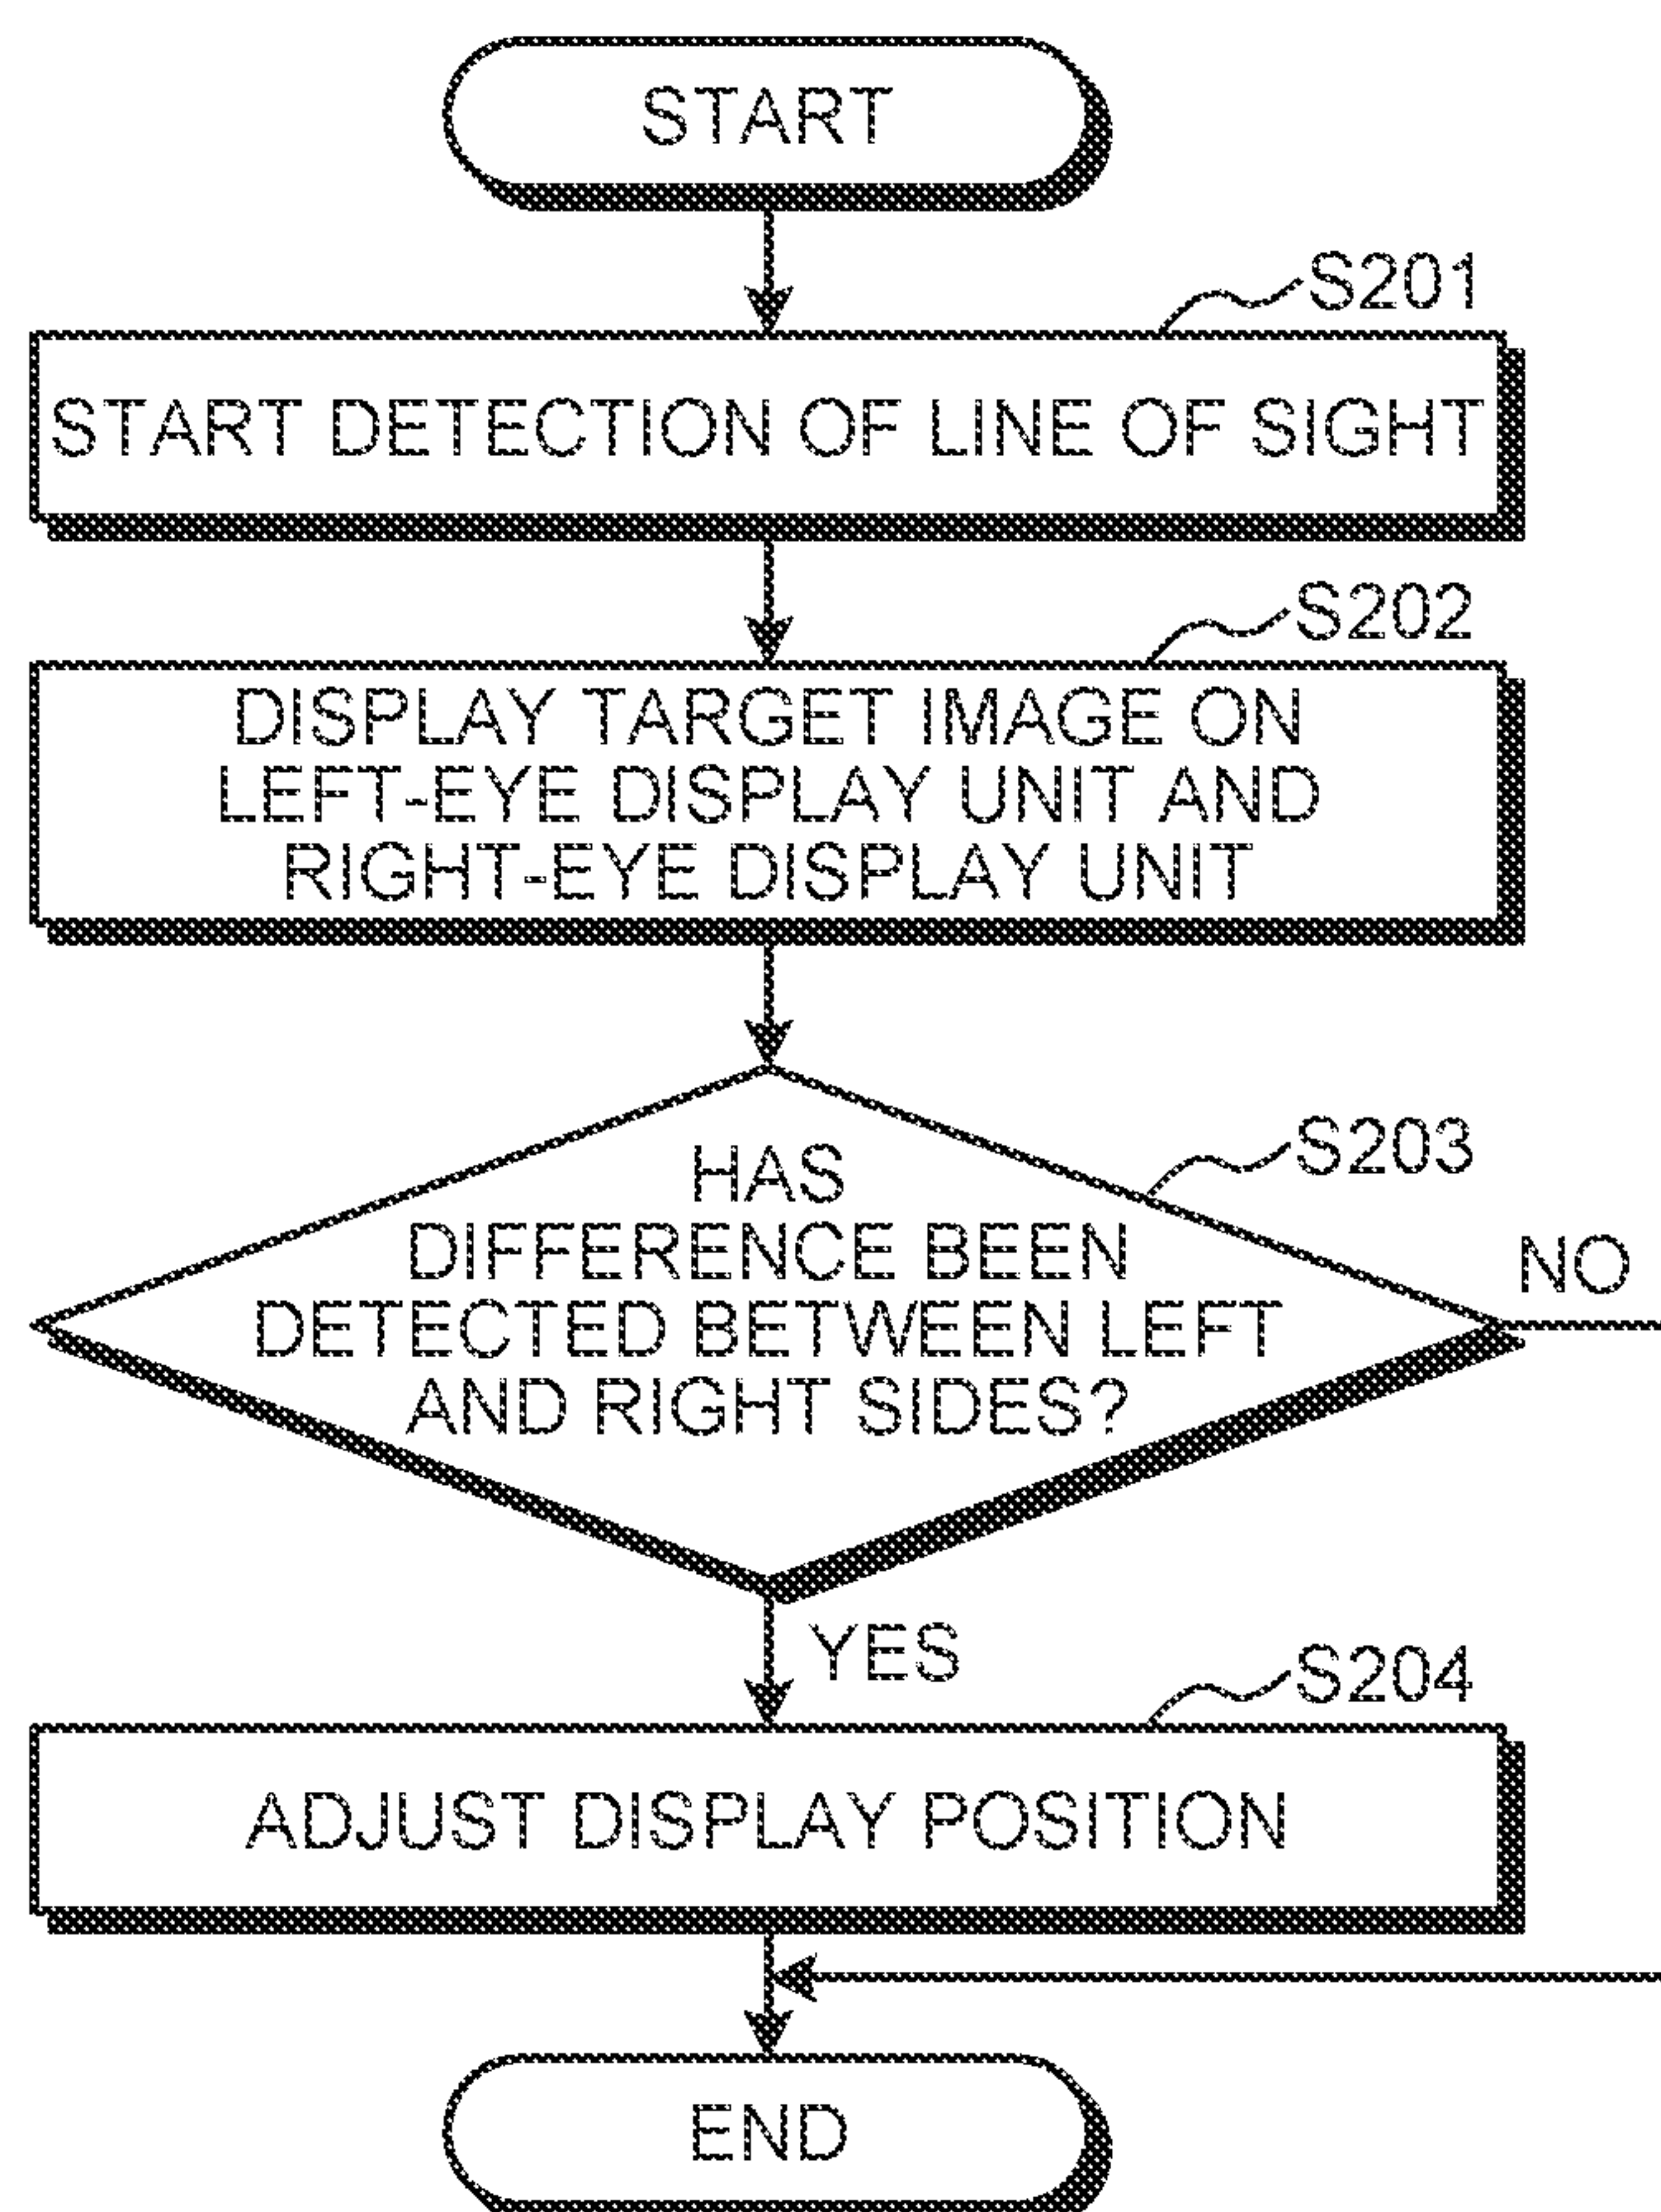 START
S201
START DETECTION OF LINE OF SIGHT
S202
DISPLAY TARGET IMAGE ON
LEFT-EYE DISPLAY UNIT AND
RIGHT-EYE DISPLAY UNIT
S203
HAS
DIFFERENCE BEEN
DETECTED BETWEEN LEFT
AND RIGHT SIDES?
NO
YES
S204
ADJUST DISPLAY POSITION
END